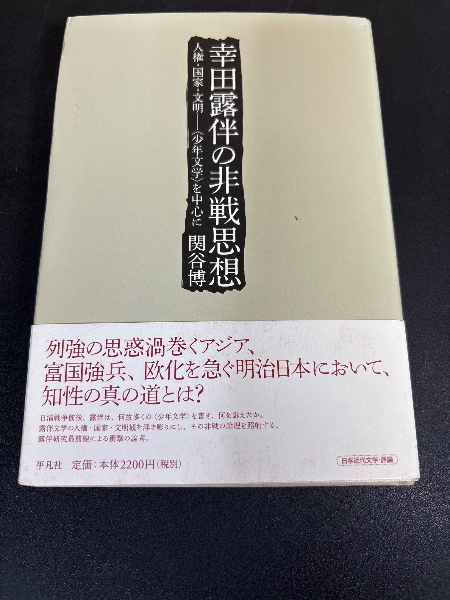 幸田露伴の非戦思想
人権・国家・文明――〈少年文学〉を中心に
関谷博
列強の思惑渦巻くアジア、
富国強兵、欧化を急ぐ明治日本において、
知性の真の道とは？
日清戦争前後、露伴は、何故多くの〈少年文学〉を書き、何を訴えたか。
露伴文学の人権・国家・文明観を浮き彫りにし、その非戦の論理を照射する、
露伴研究最前線による衝撃の論考。
平凡社 定価：本体2200円（税別）
日本近代文学・評論